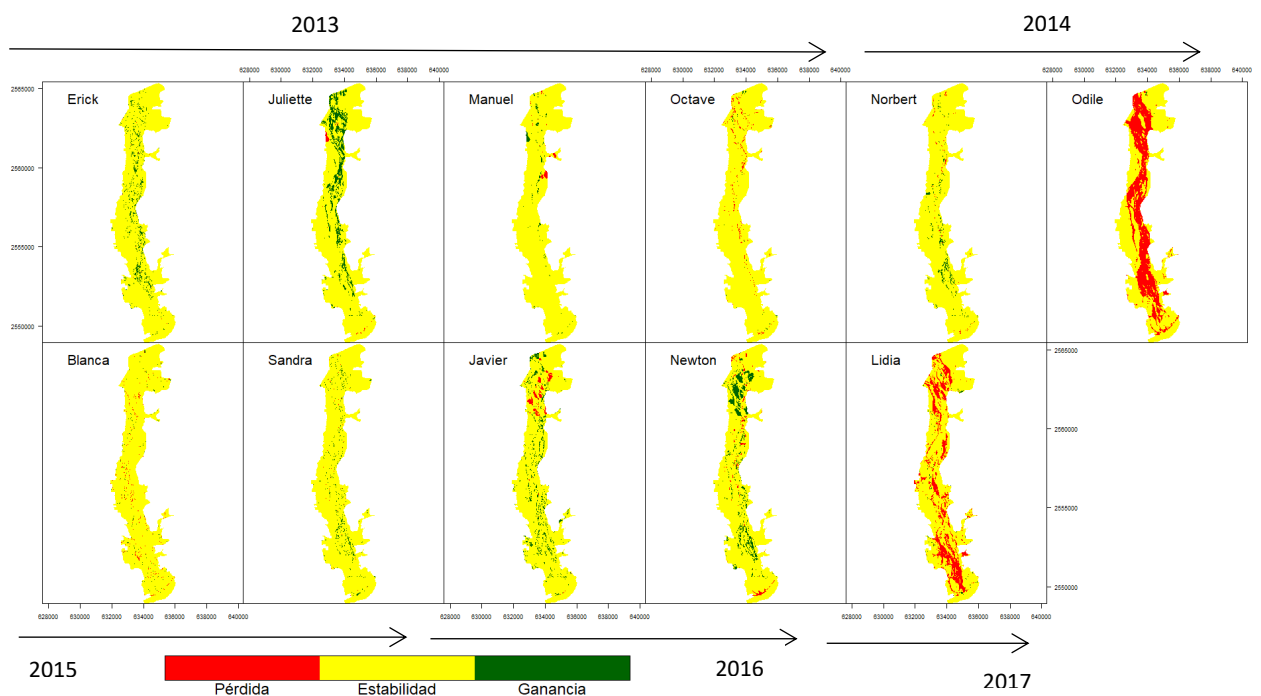 2013
2014
628000 630000 632000 634000 636000 638000 640000
628000 630000 632000 634000 636000 638000 640000
628000 630000 632000 634000 636000 638000 640000
2565000
2560000
2555000
2550000
Erick
Juliette
Manuel
Octave
Norbert
Odile
Blanca
Sandra
Javier
Newton
Lidia
2565000
2560000
2555000
2550000
628000 630000 632000 634000 636000 638000 640000
628000 630000 632000 634000 636000 638000 640000
628000 630000 632000 634000 636000 638000 640000
2015
2016
2017
Pérdida
Estabilidad
Ganancia